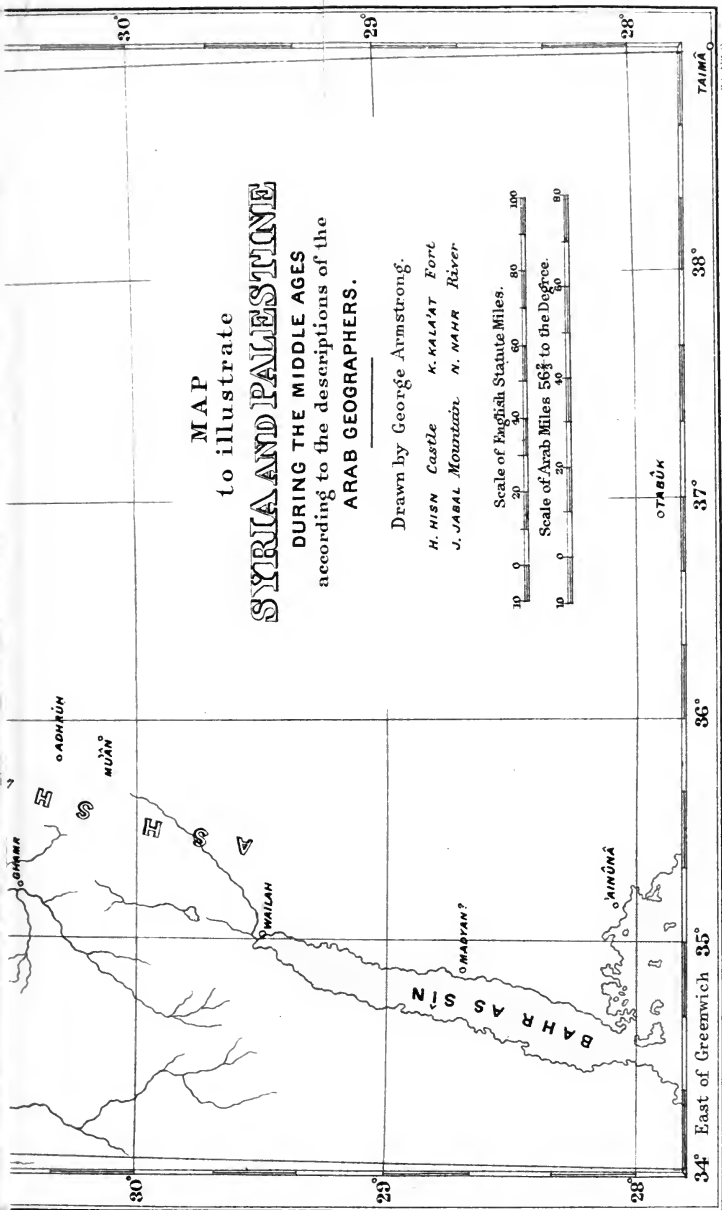 MAP
to illustrate
SYRIA AND PALESTINE
DURING THE MIDDLE AGES
according to the descriptions of the
ARAB GEOGRAPHERS.
Drawn by George Armstrong.
H. HISN Castle K. KALA'AT Fort
J. JABAL Mountain N. NAHR River
Scale of English Statute Miles.
10 0 20 40 60 80 100
Scale of Arab Miles 56⅔ to the Degree.
10 0 20 40 60 80
30°
29°
28°
30°
29°
28°
GHAMR
ADHRÛH
MUÂN
H
S
H
S
A
WAILAH
MADYAN?
BAHR AS SÎN
'AINÛNÂ
TABÛK
TAIMÂ
34° East of Greenwich 35° 36° 37° 38°